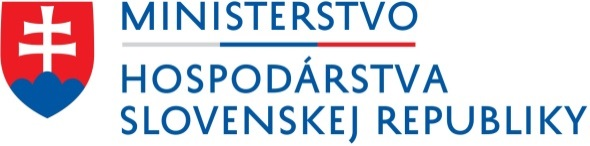 MINISTERSTVO
HOSPODÁRSTVA
SLOVENSKEJ REPUBLIKY